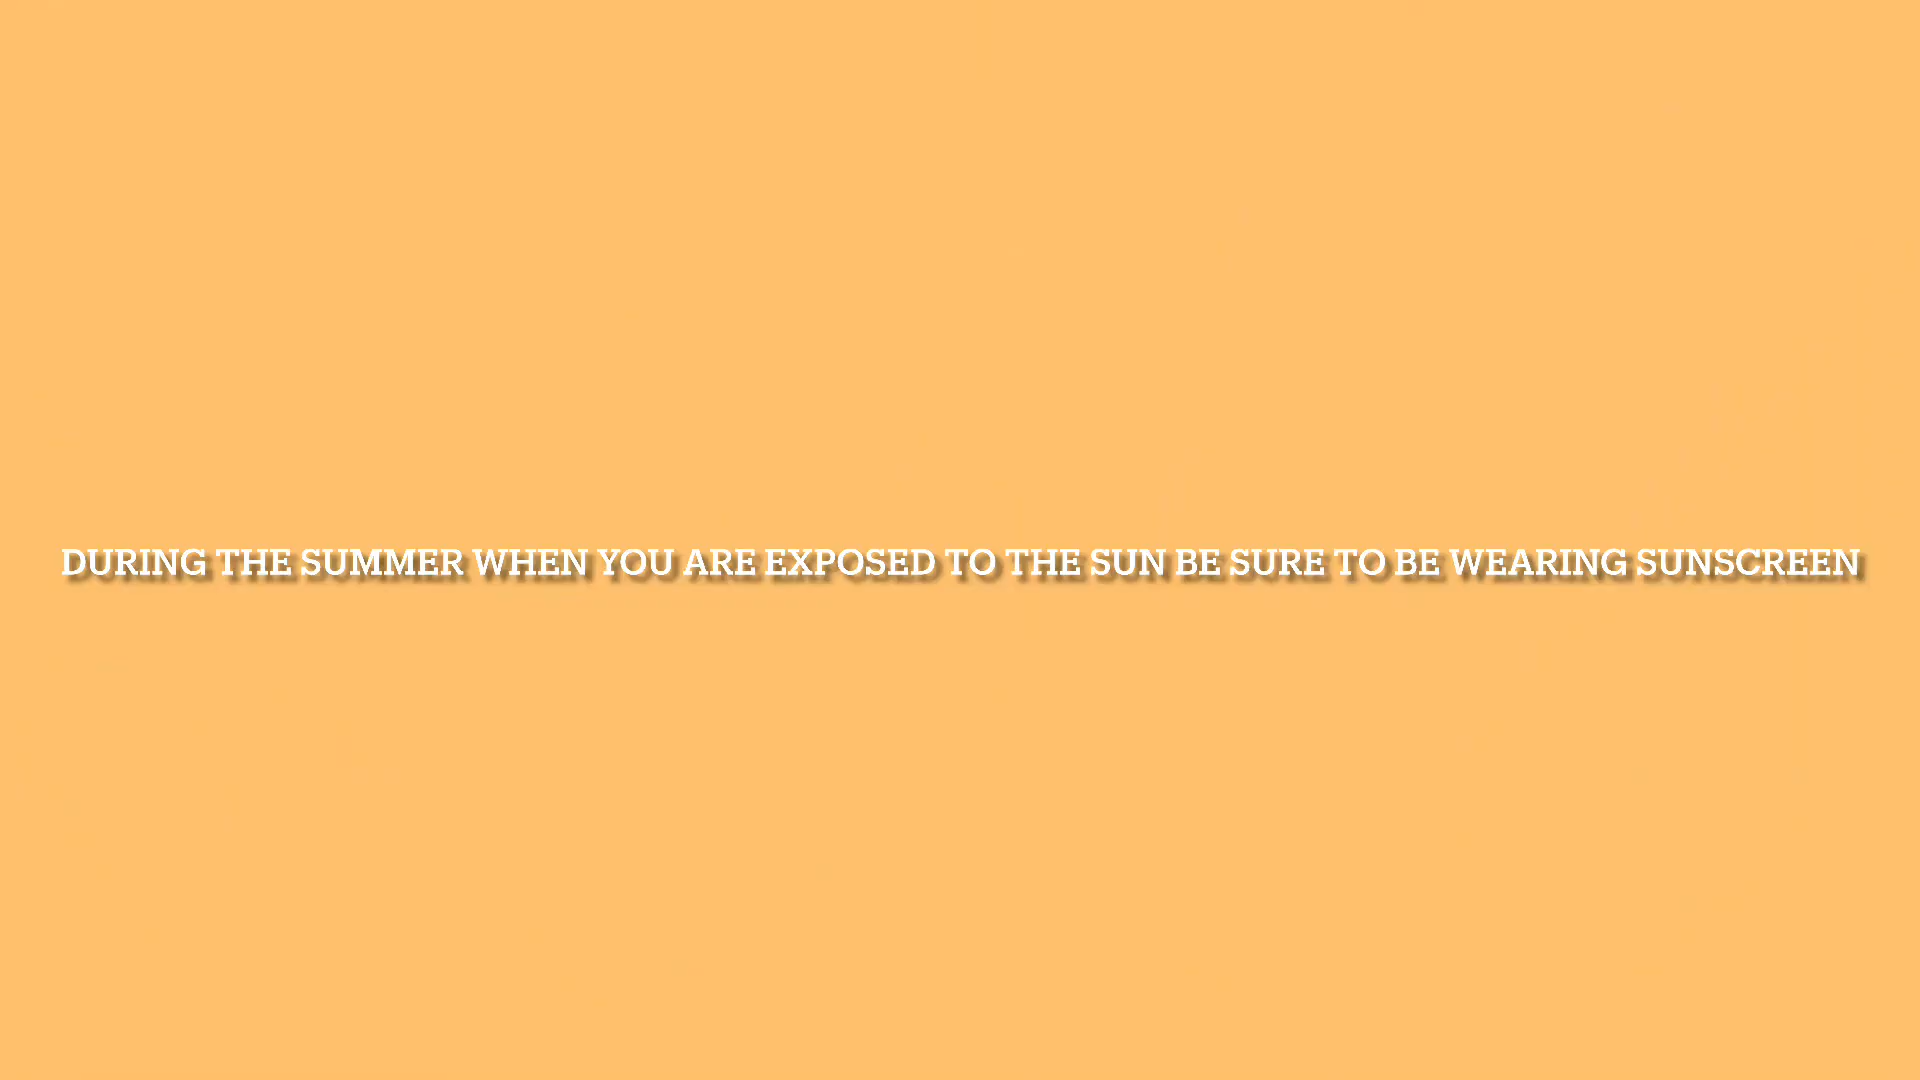 DURING THE SUMMER WHEN YOU ARE EXPOSED TO THE SUN BE SURE TO BE WEARING SUNSCREEN